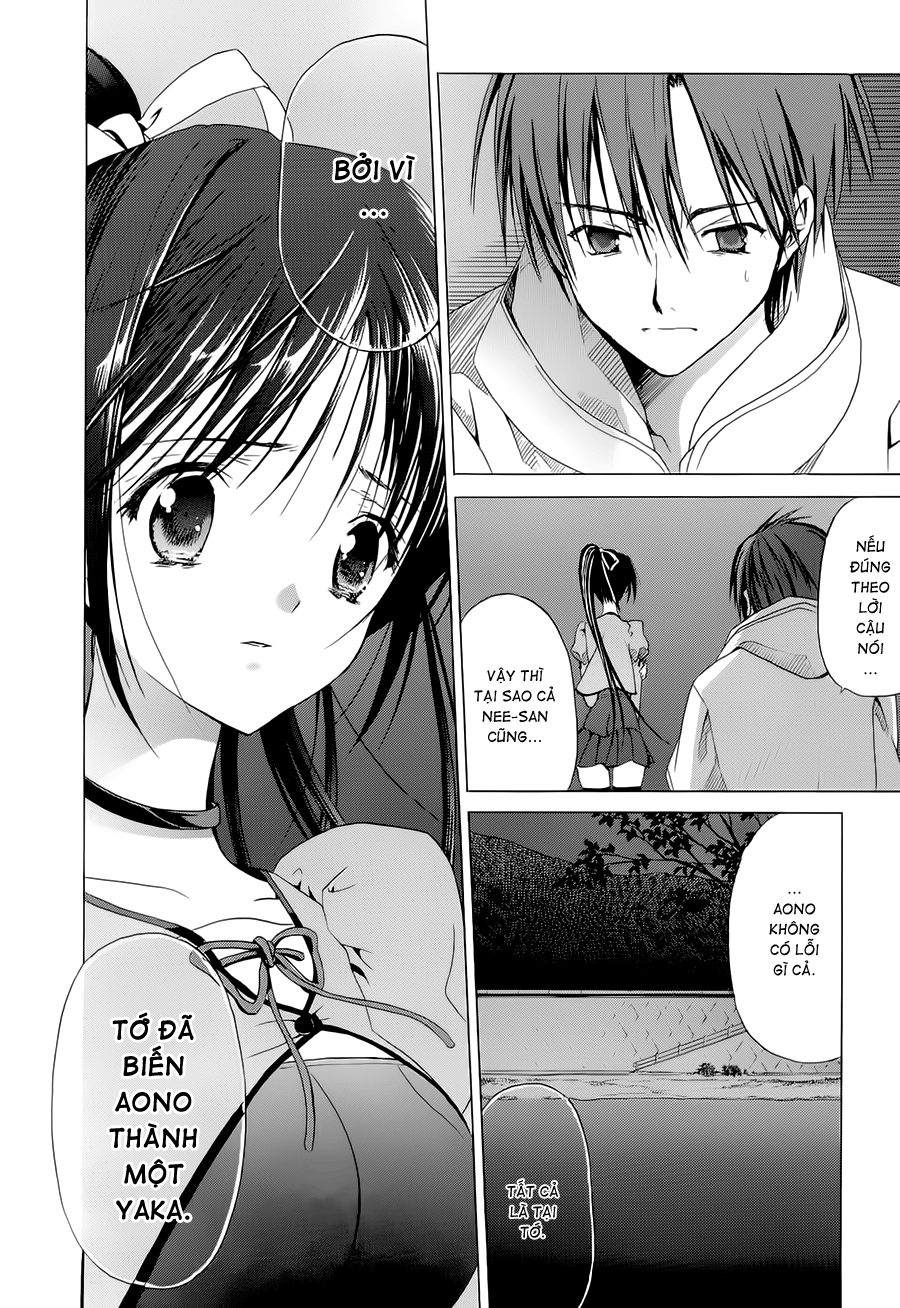 NẾU
ĐÚNG
THEO
LỜI
CẬU
NÓI
...
VẬY THÌ
TẠI SAO CẢ
NEE-SAN
CŨNG...
...
AONO
KHÔNG
CÓ LỖI
GÌ CẢ.
TẤT CẢ
LÀ TẠI
TỚ.
BỞI VÌ
...
TỚ ĐÃ
BIẾN
AONO
THÀNH
MỘT
YAKA.